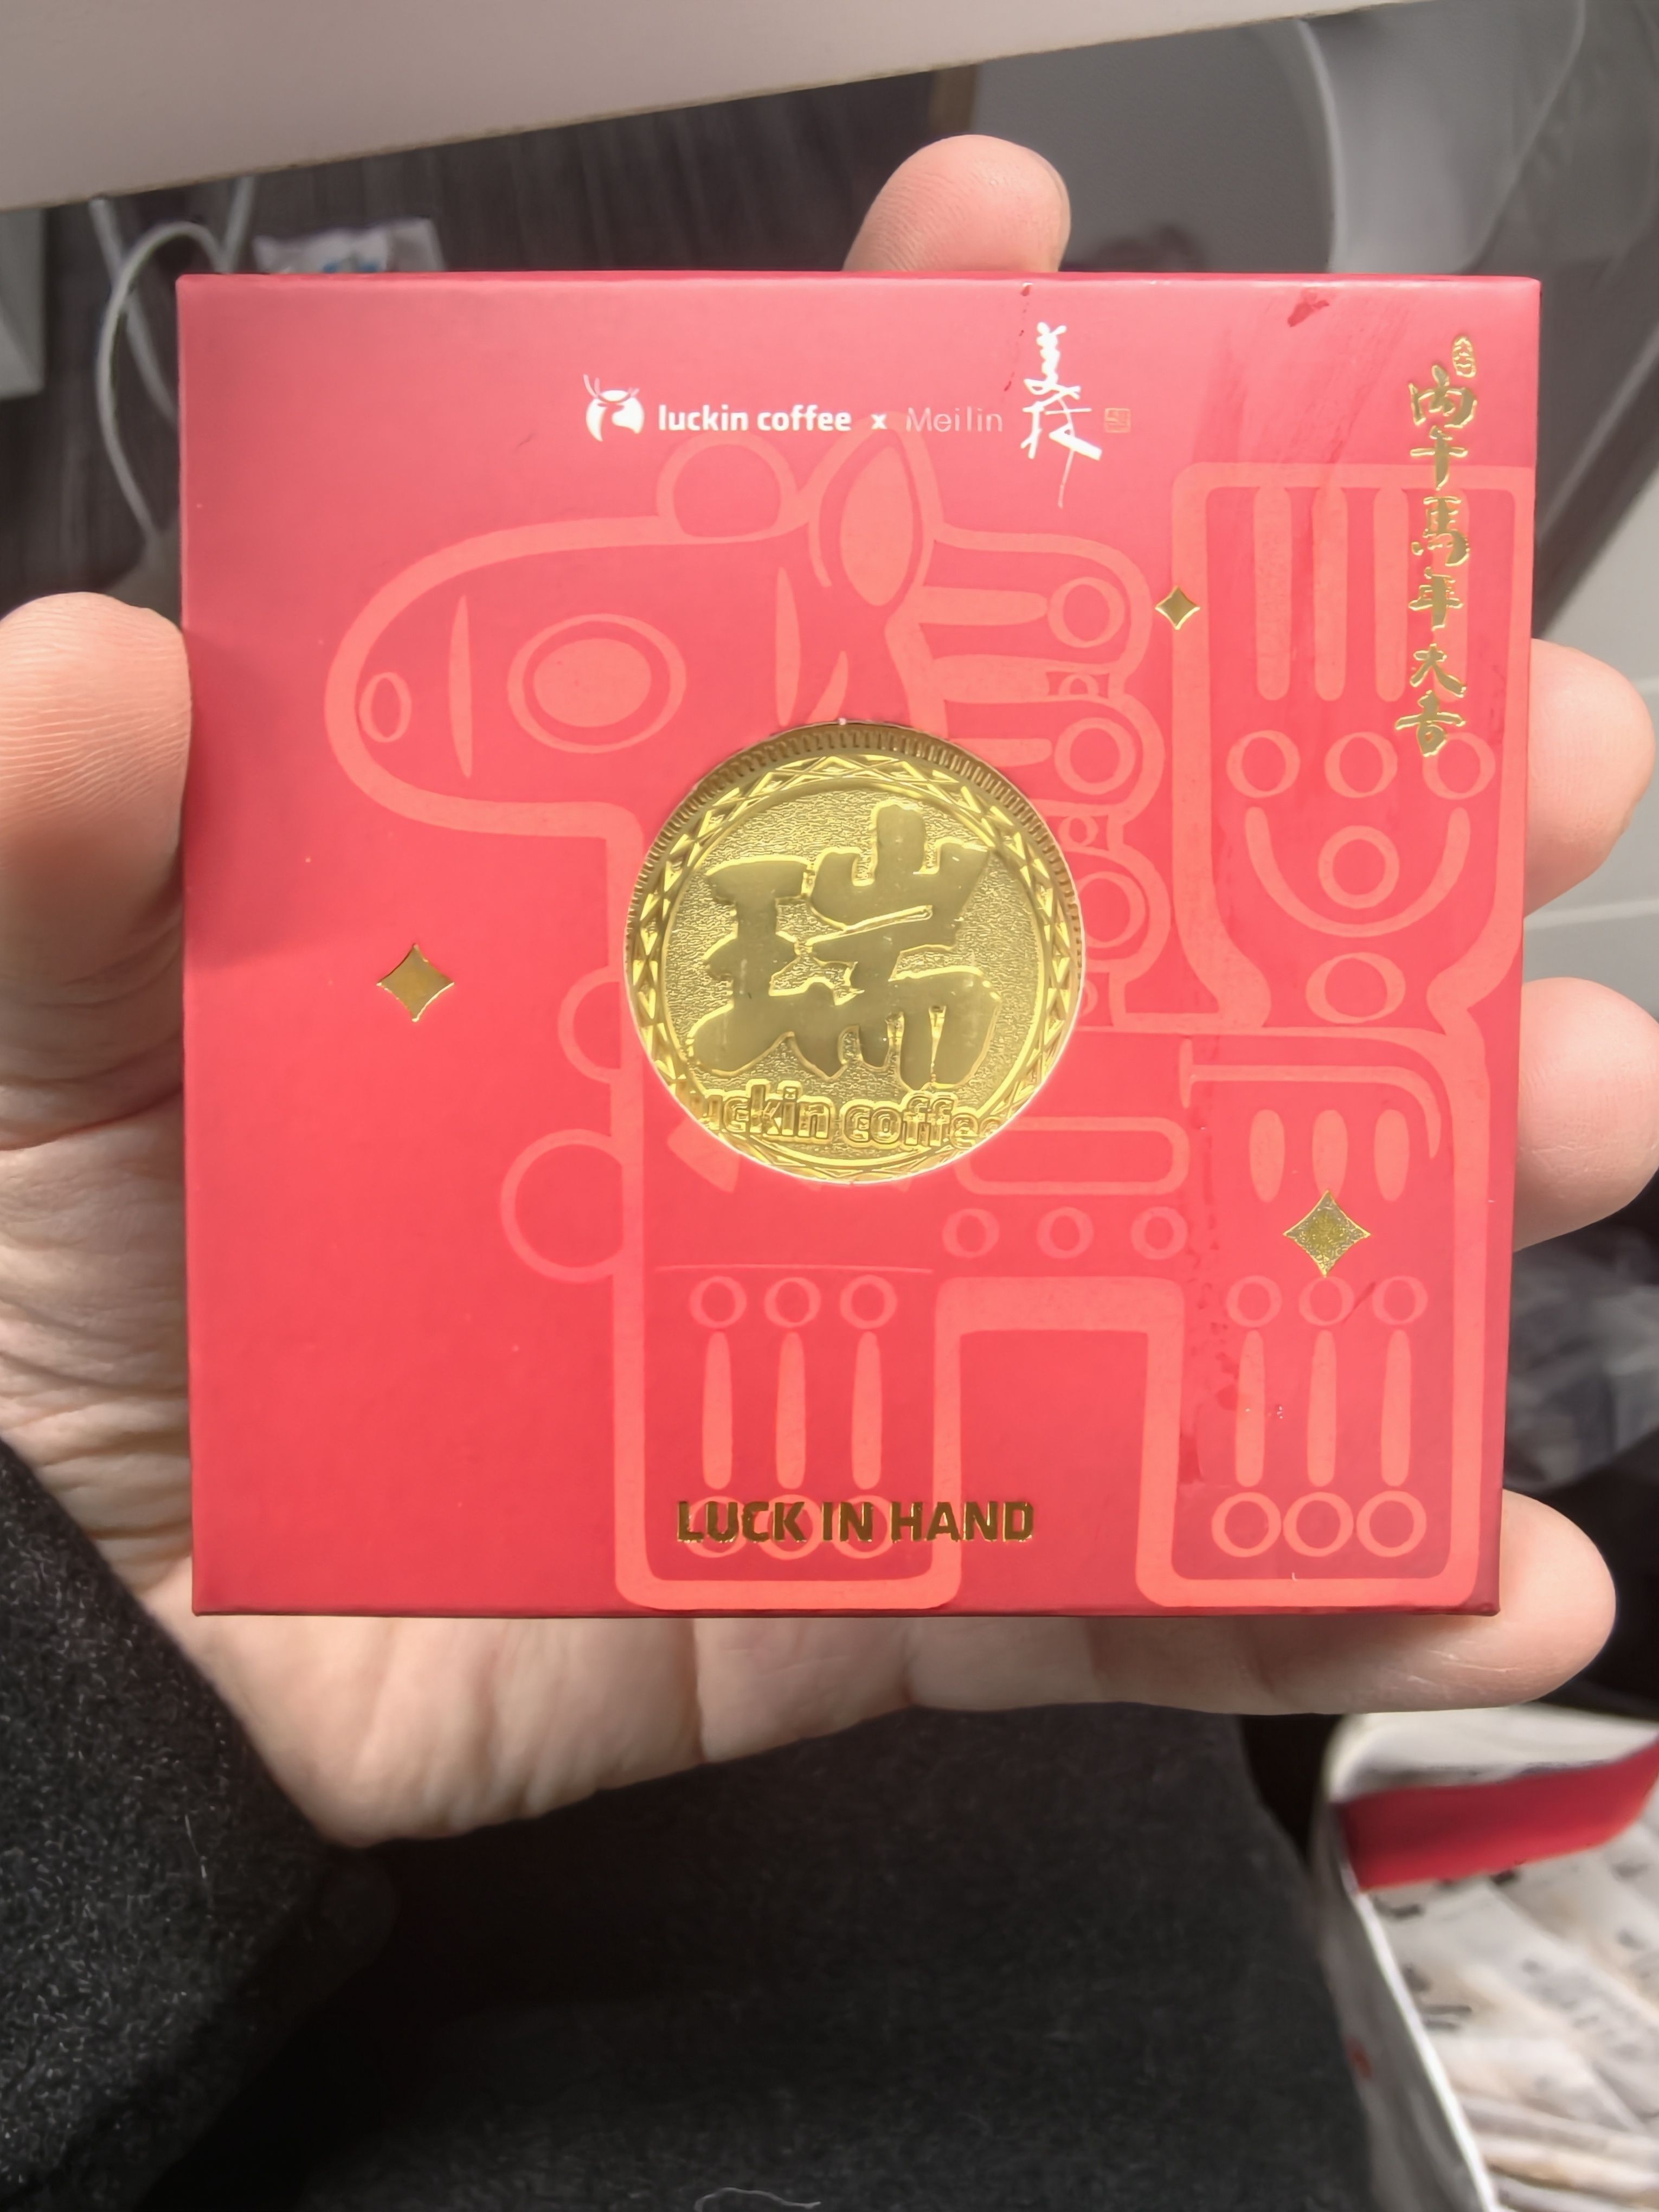 luckin coffee x Meilin 美林
丙午馬年大吉
瑞
luckin coffee
LUCK IN HAND